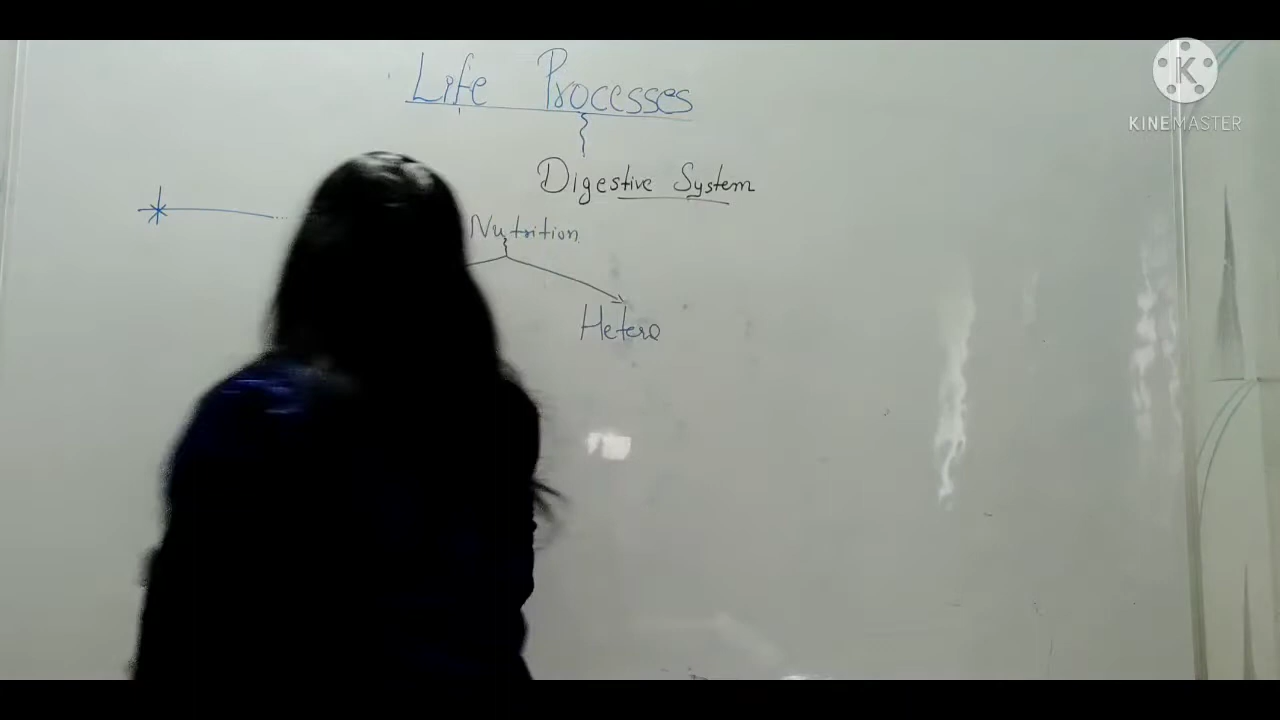 Life Processes
Digestive System
Nutrition
Hetero
K
KINEMASTER